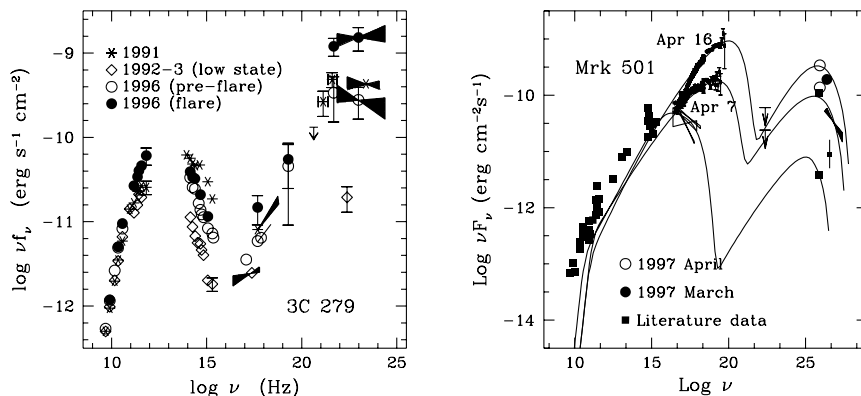 -9
-10
-11
-12
log νf_ν (erg s⁻¹ cm⁻²)
1991
1992-3 (low state)
1996 (pre-flare)
1996 (flare)
3C 279
10 15 20 25
log ν (Hz)
-8
-10
-12
-14
Log νF_ν (erg cm⁻²s⁻¹)
Mrk 501
Apr 16
Apr 7
1997 April
1997 March
Literature data
10 15 20 25
Log ν